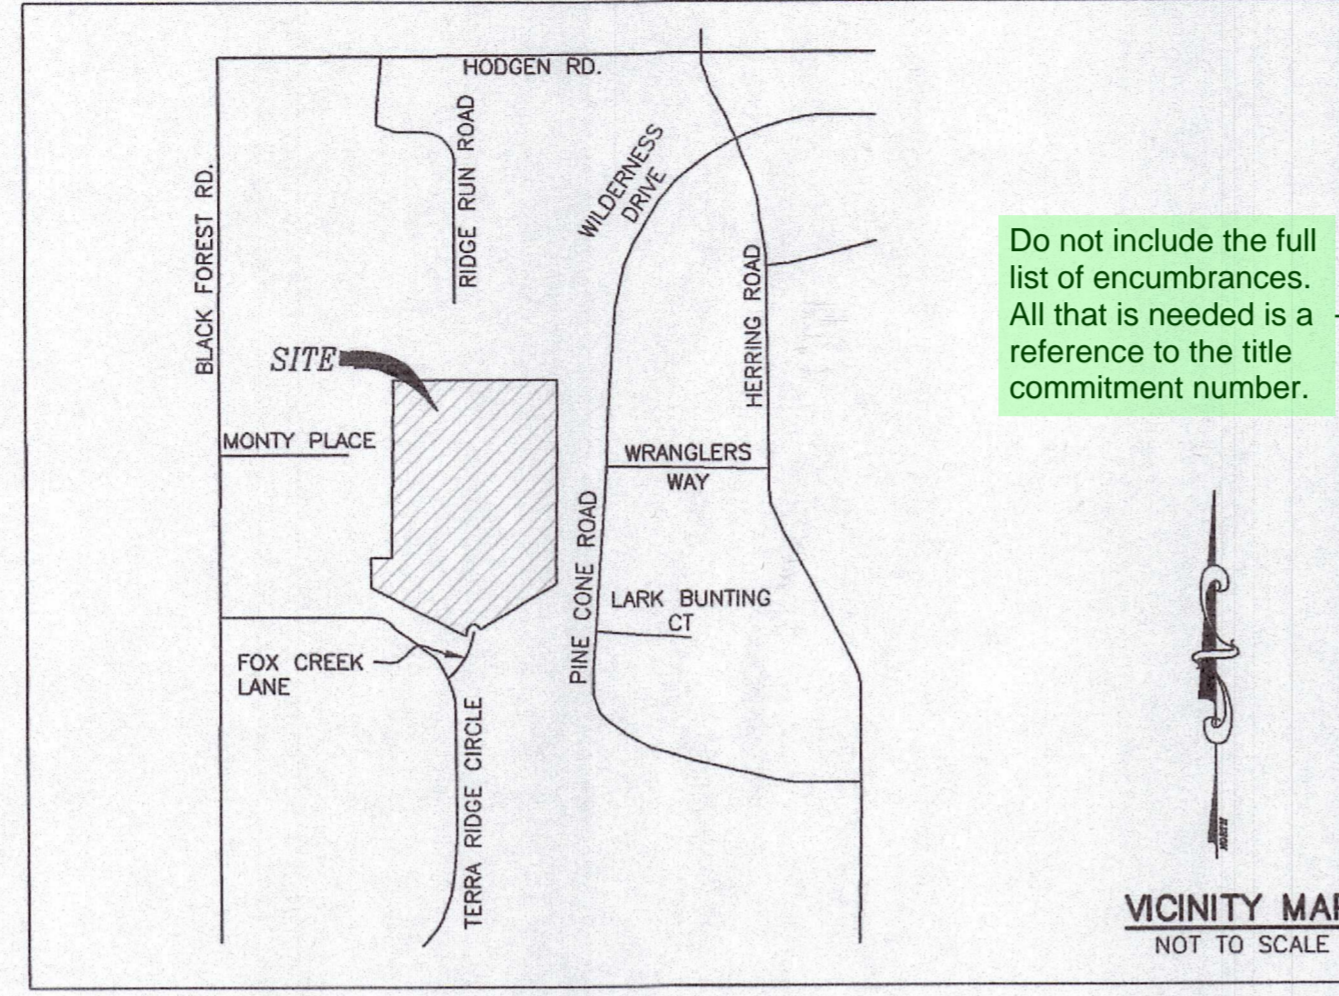 HODGEN RD.
RIDGE RUN ROAD
WILDERNESS
DRIVE
BLACK FOREST RD.
HERRING ROAD
Do not include the full
list of encumbrances.
All that is needed is a
reference to the title
commitment number.
SITE
MONTY PLACE
WRANGLERS
WAY
PINE CONE ROAD
LARK BUNTING
CT
FOX CREEK
LANE
TERRA RIDGE CIRCLE
NORTH
VICINITY MAP
NOT TO SCALE